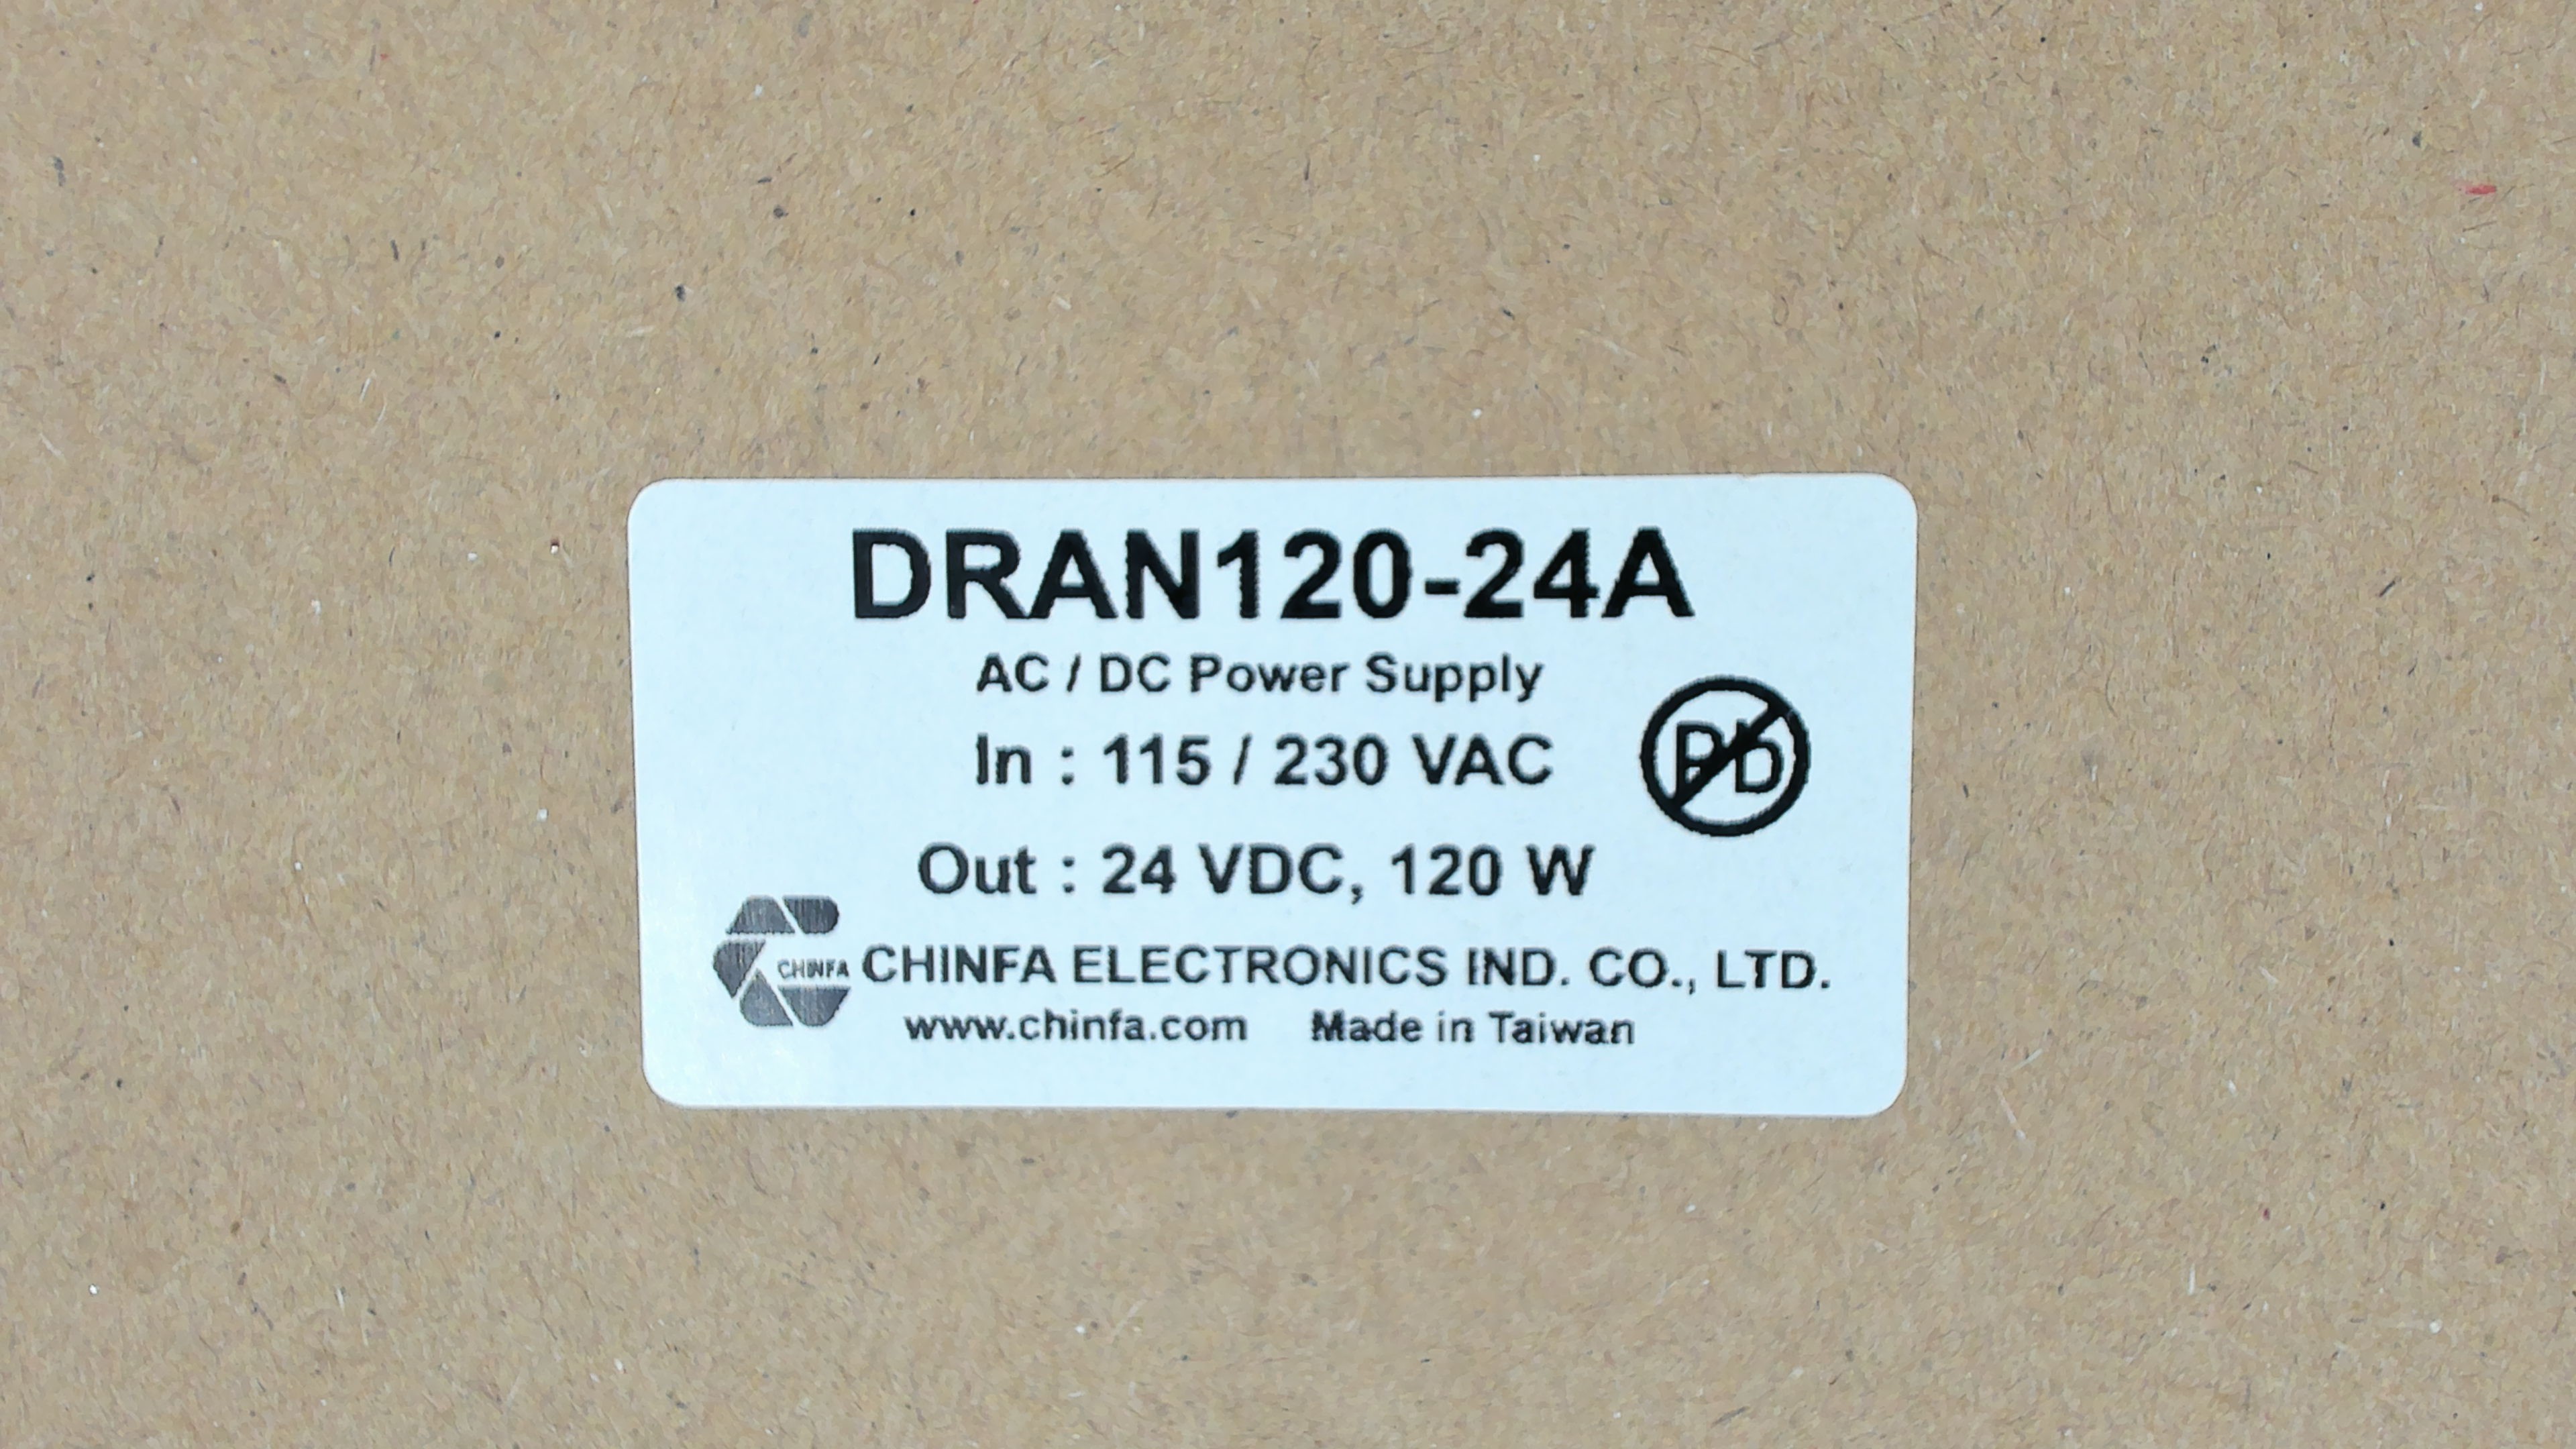 DRAN120-24A
AC / DC Power Supply
In : 115 / 230 VAC
Pb
Out : 24 VDC, 120 W
CHINFA CHINFA ELECTRONICS IND. CO., LTD.
www.chinfa.com Made in Taiwan